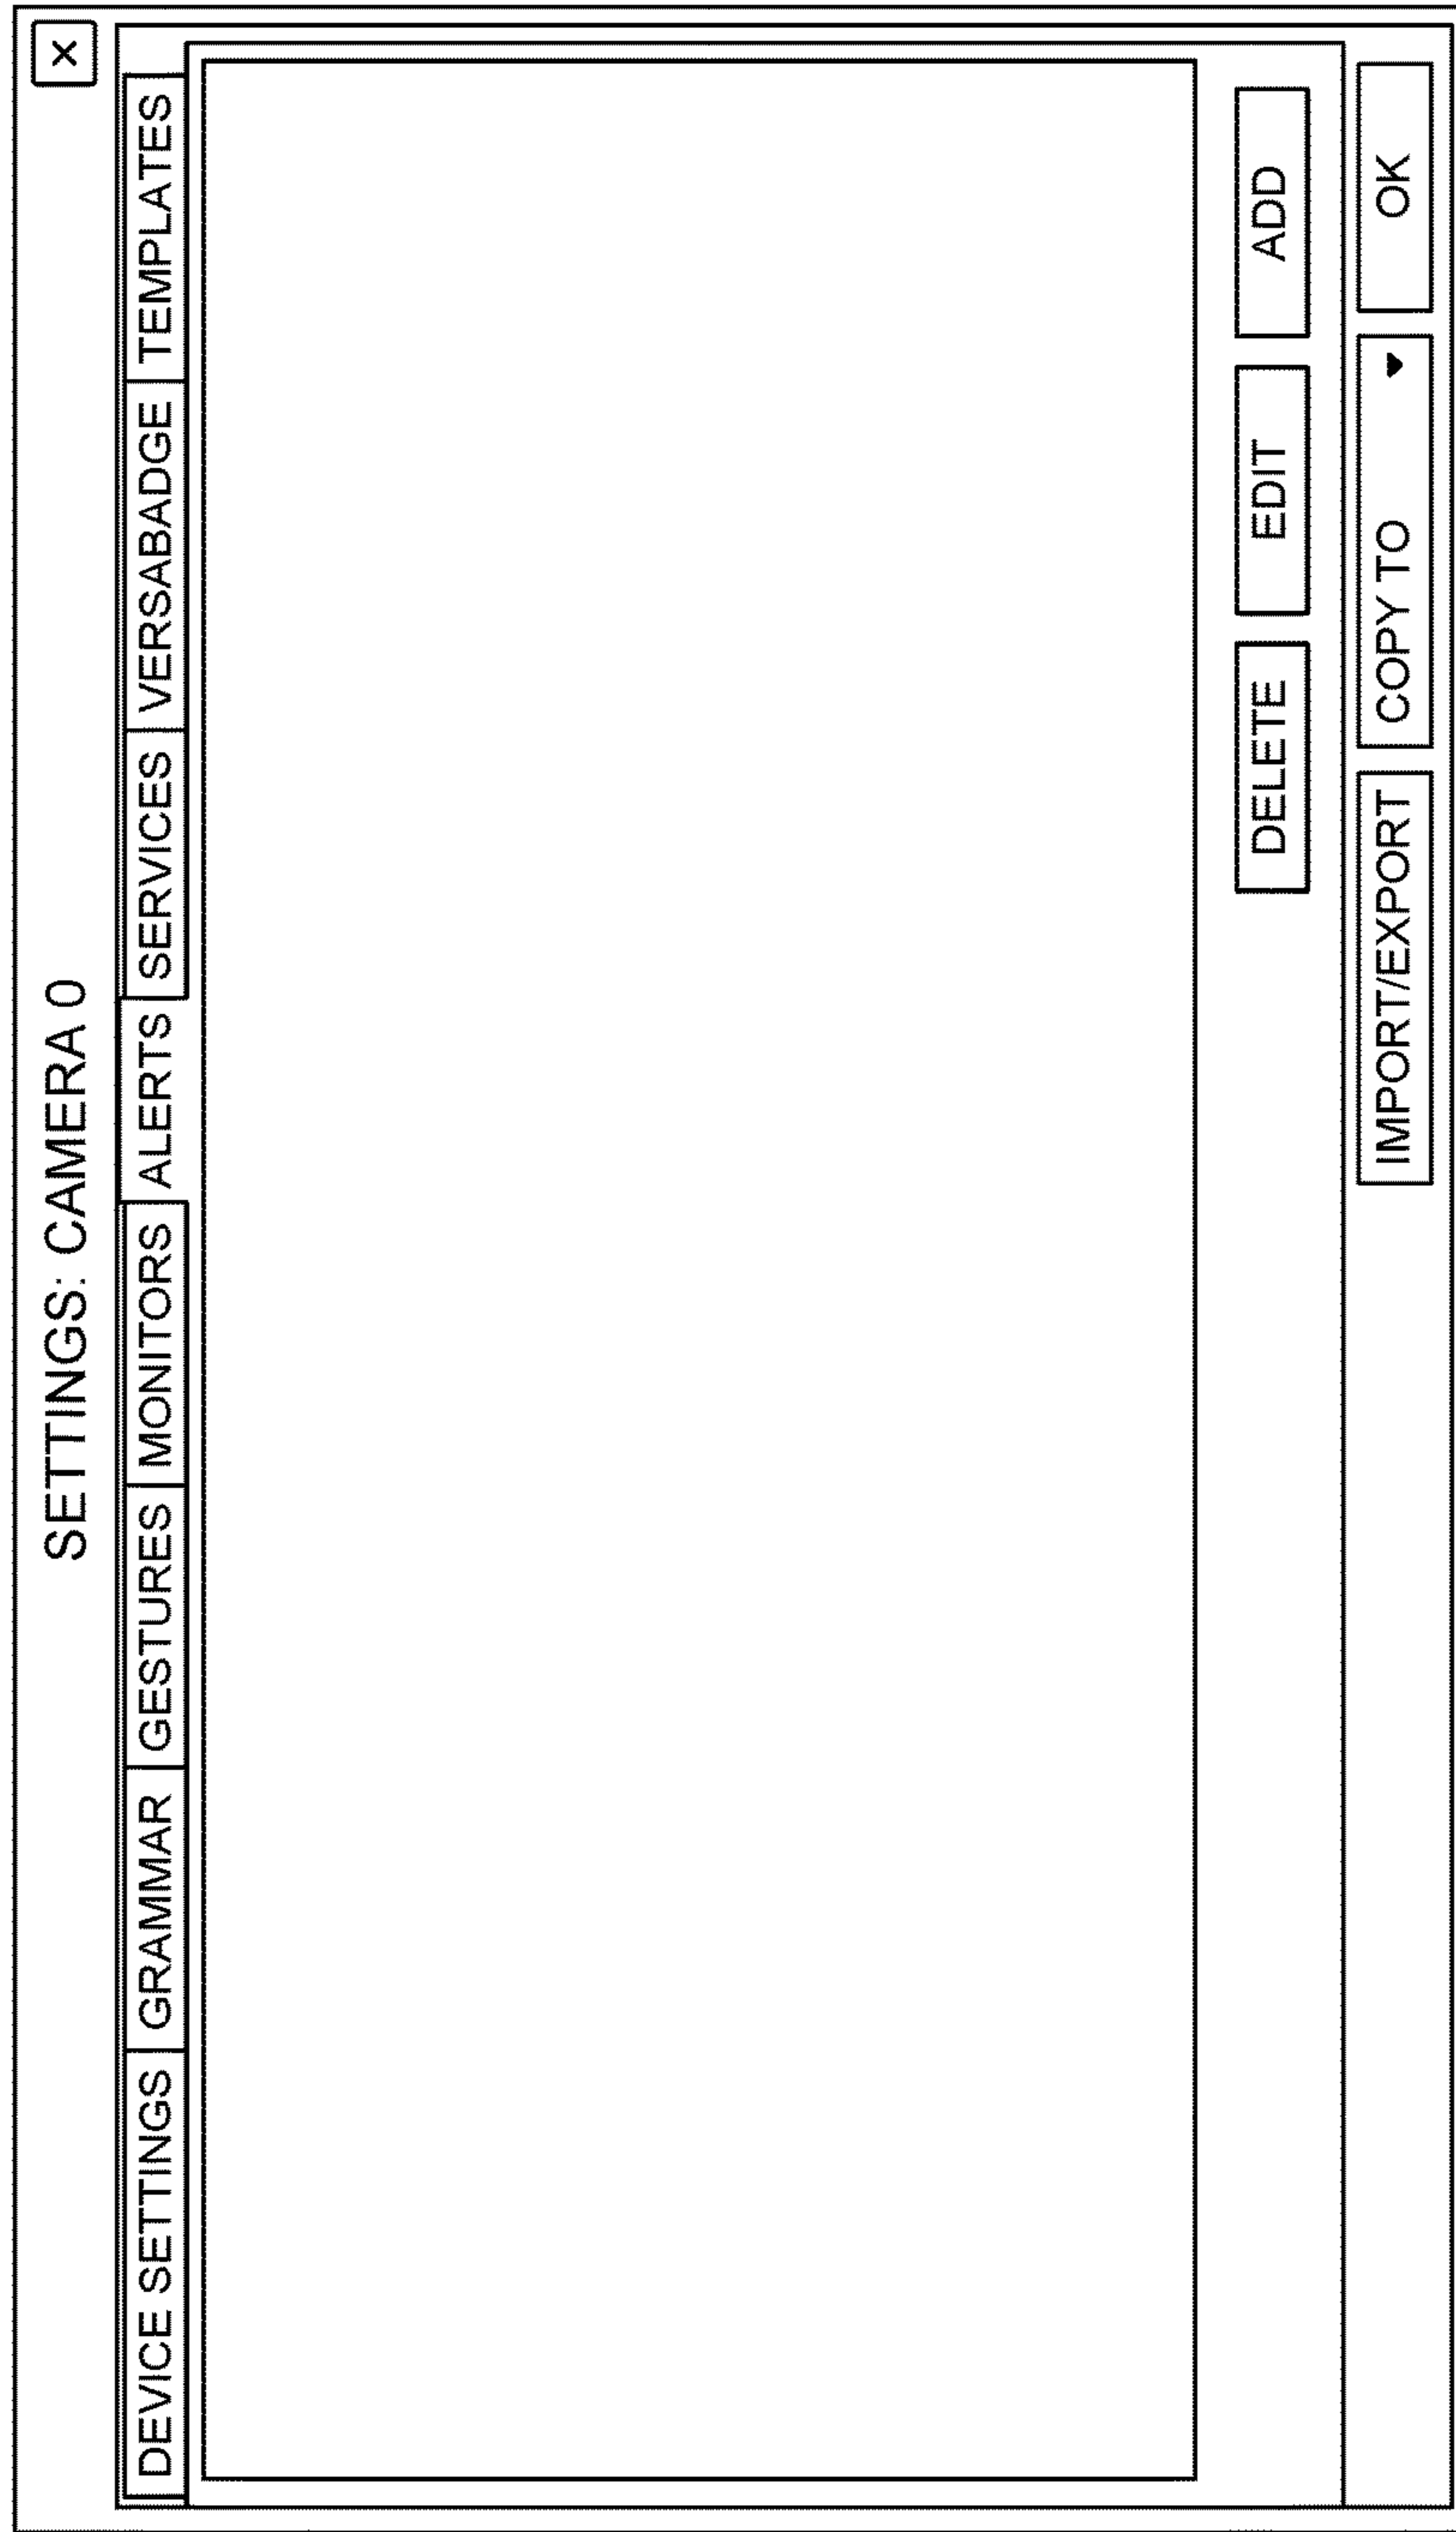 SETTINGS: CAMERA 0 X
DEVICE SETTINGS GRAMMAR GESTURES MONITORS ALERTS SERVICES VERSABADGE TEMPLATES
DELETE EDIT ADD
IMPORT/EXPORT COPY TO OK